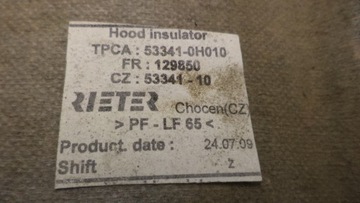 Hood insulator
TPCA : 53341-0H010
FR : 129850
CZ : 53341 - 10
RIETER Chocen(CZ
> PF - LF 65 <
Product. date : 24.07.09
Shift z